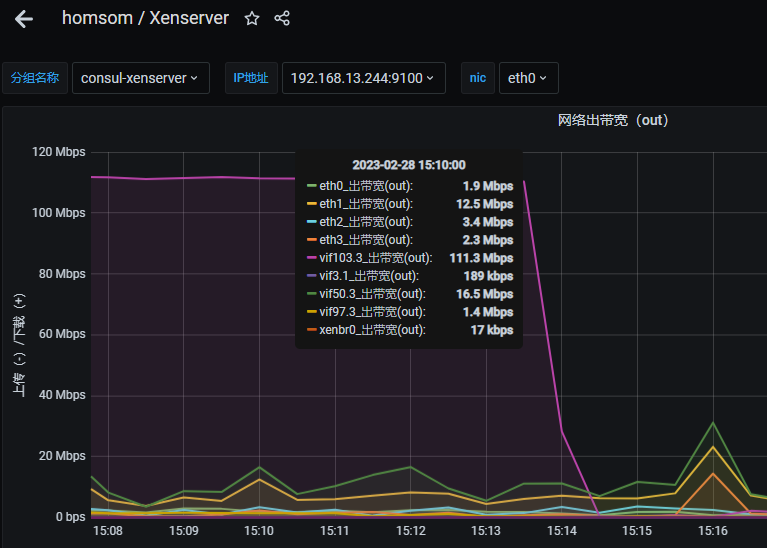 homsom / Xenserver
分组名称 consul-xenserver IP地址 192.168.13.244:9100 nic eth0
网络出带宽（out）
上传（-）/下载（+）
120 Mbps
100 Mbps
80 Mbps
60 Mbps
40 Mbps
20 Mbps
0 bps
2023-02-28 15:10:00
eth0_出带宽(out): 1.9 Mbps
eth1_出带宽(out): 12.5 Mbps
eth2_出带宽(out): 3.4 Mbps
eth3_出带宽(out): 2.3 Mbps
vif103.3_出带宽(out): 111.3 mbps
vif3.1_出带宽(out): 189 kbps
vif50.3_出带宽(out): 16.5 Mbps
vif97.3_出带宽(out): 1.4 Mbps
xenbr0_出带宽(out): 17 kbps
15:08 15:09 15:10 15:11 15:12 15:13 15:14 15:15 15:16